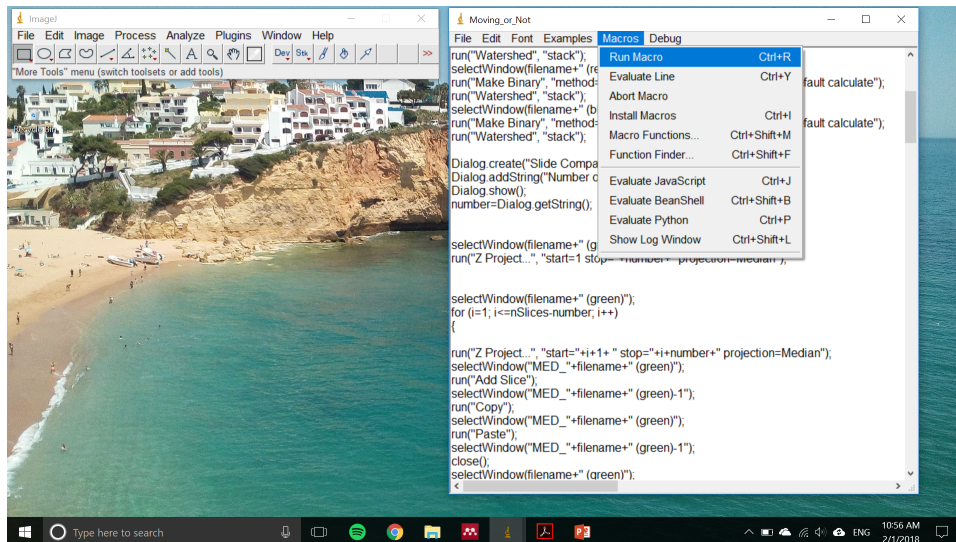 ImageJ
File Edit Image Process Analyze Plugins Window Help
A Dev Stk >>
"More Tools" menu (switch toolsets or add tools)
Recycle Bin
Moving_or_Not
File Edit Font Examples Macros Debug
run("Watershed", "stack");
selectWindow(filename+" (re
run("Make Binary", "method= fault calculate");
run("Watershed", "stack");
selectWindow(filename+" (b
run("Make Binary", "method= fault calculate");
run("Watershed", "stack");
Dialog.create("Slide Compa
Dialog.addString("Number o
Dialog.show();
number=Dialog.getString();
selectWindow(filename+" (g
run("Z Project...", "start=1 stop="+number+" projection=Median");
selectWindow(filename+" (green)");
for (i=1; i<=nSlices-number; i++)
{
run("Z Project...", "start="+i+1+ " stop="+i+number+" projection=Median");
selectWindow("MED_"+filename+" (green)");
run("Add Slice");
selectWindow("MED_"+filename+" (green)-1");
run("Copy");
selectWindow("MED_"+filename+" (green)");
run("Paste");
selectWindow("MED_"+filename+" (green)-1");
close();
selectWindow(filename+" (green)");
Run Macro Ctrl+R
Evaluate Line Ctrl+Y
Abort Macro
Install Macros Ctrl+I
Macro Functions... Ctrl+Shift+M
Function Finder... Ctrl+Shift+F
Evaluate JavaScript Ctrl+J
Evaluate BeanShell Ctrl+Shift+B
Evaluate Python Ctrl+P
Show Log Window Ctrl+Shift+L
Type here to search
ENG
10:56 AM
2/1/2018